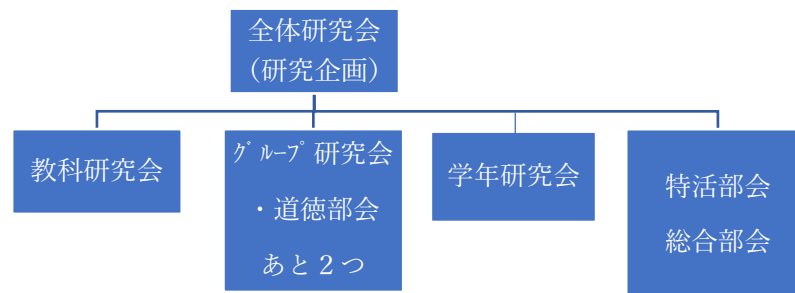 全体研究会
(研究企画)
教科研究会
ｸﾞﾙｰﾌﾟ研究会
・道徳部会
あと２つ
学年研究会
特活部会
総合部会